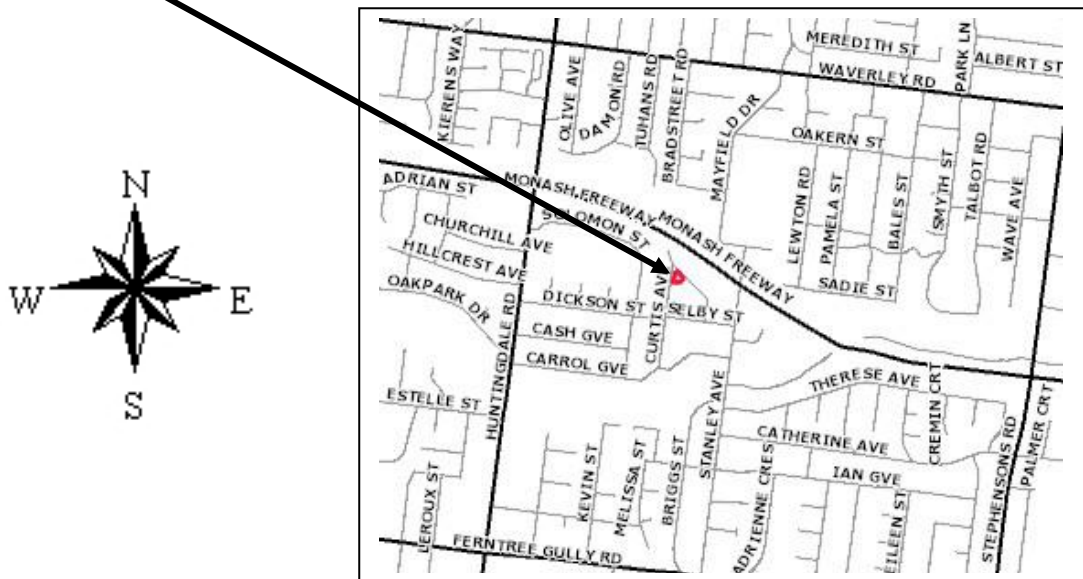 N
W
E
S
KIERENS WAY
OLIVE AVE
DAMON RD
TUHANS RD
BRADSTREET RD
MAYFIELD DR
MEREDITH ST
WAVERLEY RD
PARK LN
ALBERT ST
OAKERN ST
LEWTON RD
PAMELA ST
BALES ST
SMYTH ST
TALBOT RD
WAVE AVE
ADRIAN ST
MONASH FREEWAY
MONASH FREEWAY
SOLOMON ST
CHURCHILL AVE
HILLCREST AVE
OAKPARK DR
HUNTINGDALE RD
DICKSON ST
SELBY ST
CURTIS AV
SADIE ST
CASH GVE
CARROL GVE
ESTELLE ST
THERESE AVE
CREMIN CRT
STANLEY AVE
CATHERINE AVE
IAN GVE
STEPHENSONS RD
PALMER CRT
LEROUX ST
KEVIN ST
MELISSA ST
BRIGGS ST
ADRIENNE CRES
EILEEN ST
FERNTREE GULLY RD